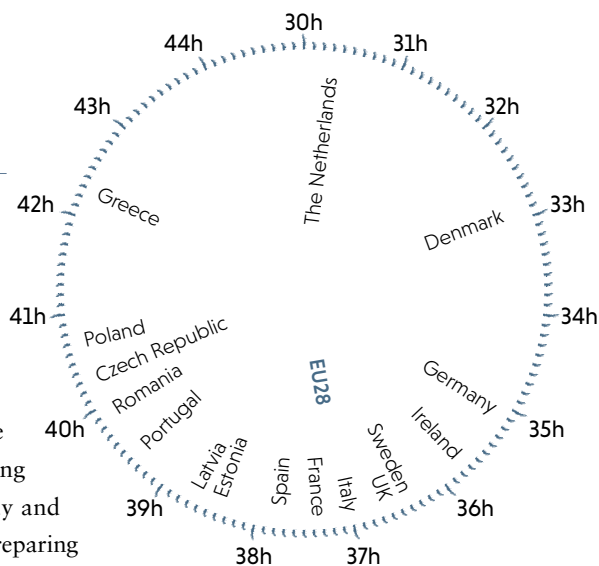 30h
31h
32h
33h
34h
35h
36h
37h
38h
39h
40h
41h
42h
43h
44h
The Netherlands
Denmark
Germany
Ireland
Sweden
UK
Italy
France
EU28
Spain
Estonia
Latvia
Portugal
Romania
Czech Republic
Poland
Greece
e
ng
y and
reparing